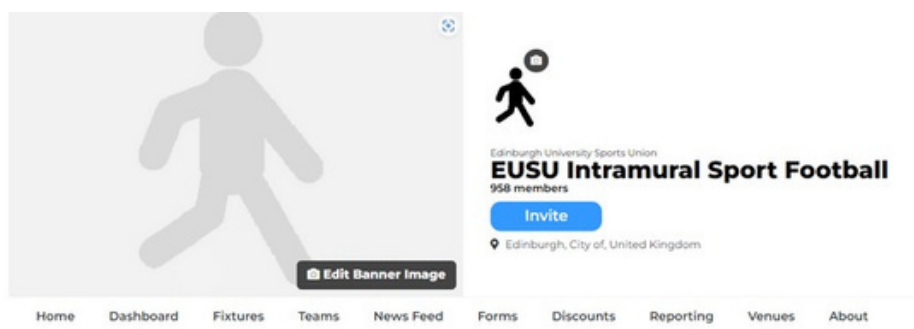 Edinburgh University Sports Union
EUSU Intramural Sport Football
958 members
Invite
Edinburgh, City of, United Kingdom
Edit Banner Image
Home Dashboard Fixtures Teams News Feed Forms Discounts Reporting Venues About